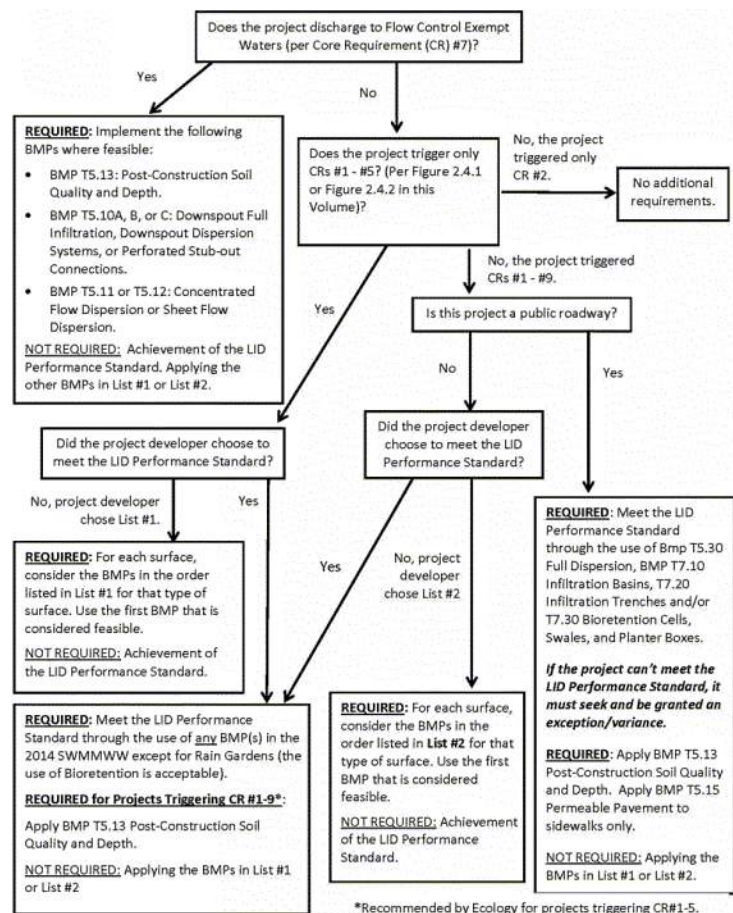 Does the project discharge to Flow Control Exempt
Waters (per Core Requirement (CR) #7)?
Yes
No
REQUIRED: Implement the following
BMPs where feasible:
• BMP T5.13: Post-Construction Soil
Quality and Depth.
• BMP T5.10A, B, or C: Downspout Full
Infiltration, Downspout Dispersion
Systems, or Perforated Stub-out
Connections.
• BMP T5.11 or T5.12: Concentrated
Flow Dispersion or Sheet Flow
Dispersion.
NOT REQUIRED: Achievement of the LID
Performance Standard. Applying the
other BMPs in List #1 or List #2.
Does the project trigger only
CRs #1 - #5? (Per Figure 2.4.1
or Figure 2.4.2 in this
Volume)?
No, the project
triggered only
CR #2.
No additional
requirements.
No, the project triggered
CRs #1 - #9.
Yes
Is this project a public roadway?
No
Yes
Did the project developer choose to
meet the LID Performance Standard?
Did the project developer
choose to meet the LID
Performance Standard?
No, project developer
chose List #1.
Yes
Yes
No, project
developer
chose List #2
REQUIRED: For each surface,
consider the BMPs in the order
listed in List #1 for that type of
surface. Use the first BMP that is
considered feasible.
NOT REQUIRED: Achievement of
the LID Performance Standard.
REQUIRED: Meet the LID
Performance Standard
through the use of Bmp T5.30
Full Dispersion, BMP T7.10
Infiltration Basins, T7.20
Infiltration Trenches and/or
T7.30 Bioretention Cells,
Swales, and Planter Boxes.
If the project can't meet the
LID Performance Standard, it
must seek and be granted an
exception/variance.
REQUIRED: Apply BMP T5.13
Post-Construction Soil Quality
and Depth. Apply BMP T5.15
Permeable Pavement to
sidewalks only.
NOT REQUIRED: Applying the
BMPs in List #1 or List #2.
REQUIRED: Meet the LID Performance
Standard through the use of any BMP(s) in the
2014 SWMMWW except for Rain Gardens (the
use of Bioretention is acceptable).
REQUIRED for Projects Triggering CR #1-9*:
Apply BMP T5.13 Post-Construction Soil
Quality and Depth.
NOT REQUIRED: Applying the BMPs in List #1
or List #2
REQUIRED: For each surface,
consider the BMPs in the
order listed in List #2 for that
type of surface. Use the first
BMP that is considered
feasible.
NOT REQUIRED: Achievement
of the LID Performance
Standard.
*Recommended by Ecology for projects triggering CR#1-5.